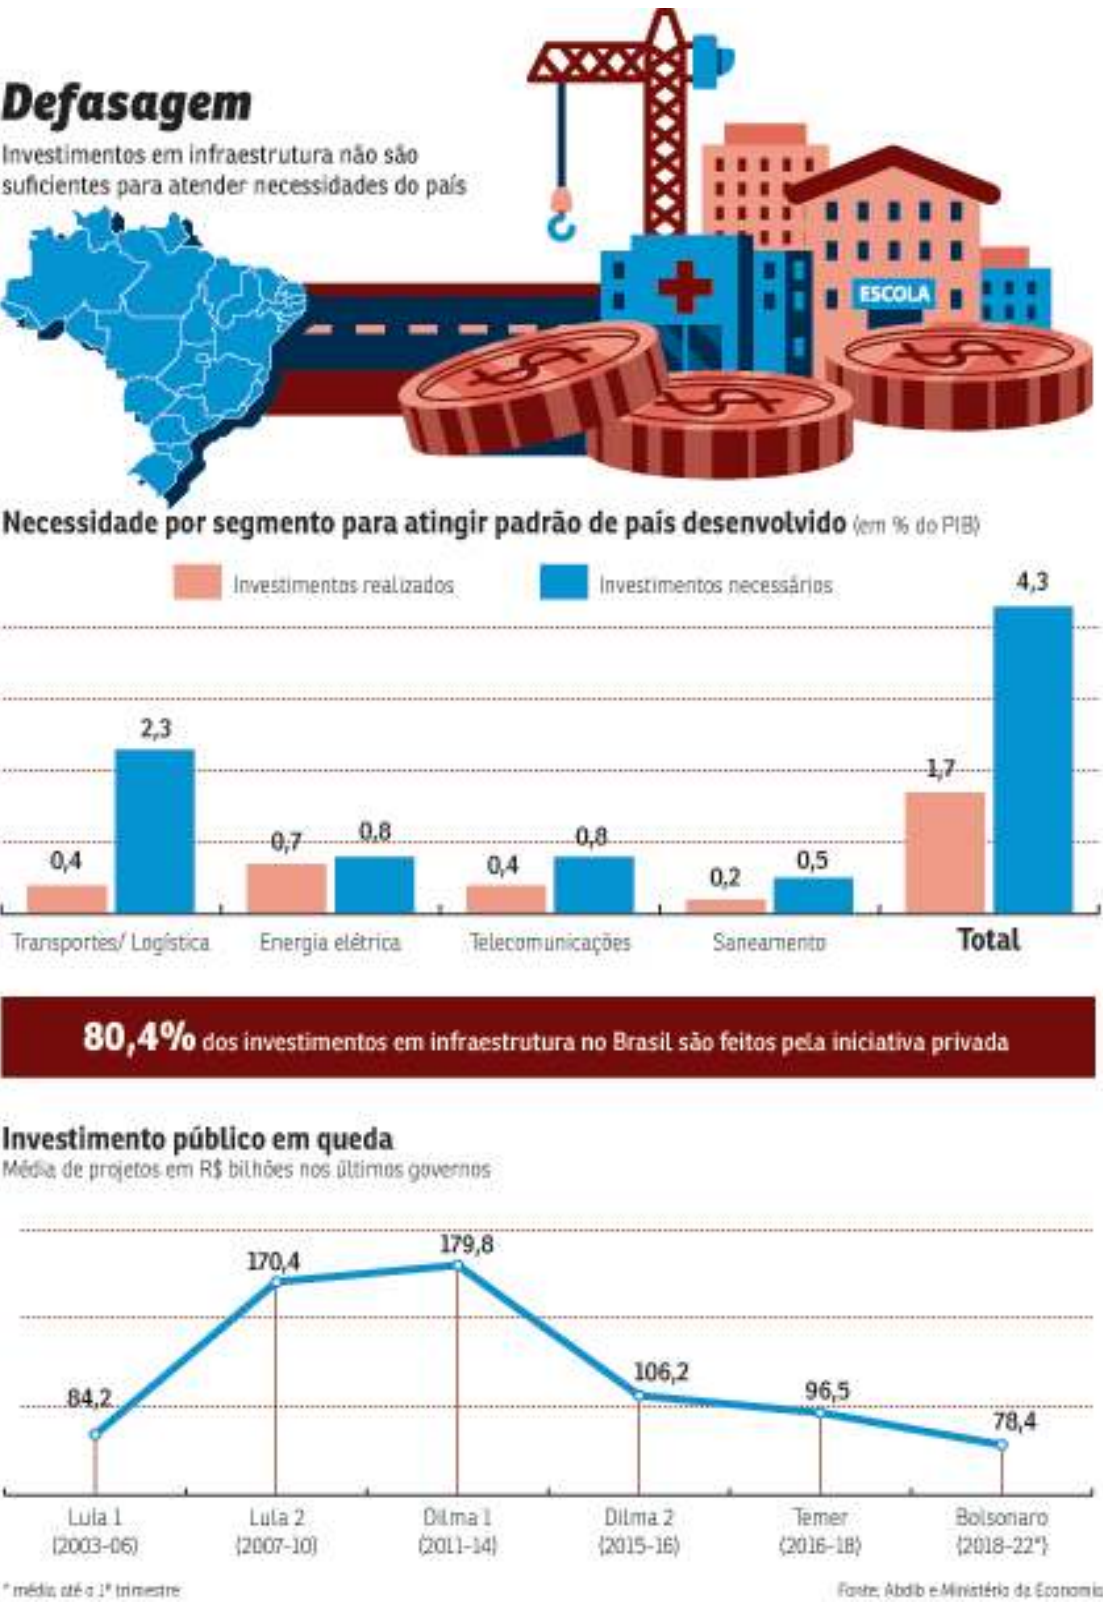 Defasagem
Investimentos em infraestrutura não são
suficientes para atender necessidades do país
ESCOLA
Necessidade por segmento para atingir padrão de país desenvolvido (em % do PIB)
Investimentos realizados
Investimentos necessários
0,4
2,3
Transportes/ Logística
0,7
0,8
Energia elétrica
0,4
0,8
Telecomunicações
0,2
0,5
Saneamento
1,7
4,3
Total
80,4% dos investimentos em infraestrutura no Brasil são feitos pela iniciativa privada
Investimento público em queda
Média de projetos em R$ bilhões nos últimos governos
84,2
170,4
179,8
106,2
96,5
78,4
Lula 1
(2003-06)
Lula 2
(2007-10)
Dilma 1
(2011-14)
Dilma 2
(2015-16)
Temer
(2016-18)
Bolsonaro
(2018-22*)
* média até o 1º trimestre
Fonte: Abdib e Ministério da Economia